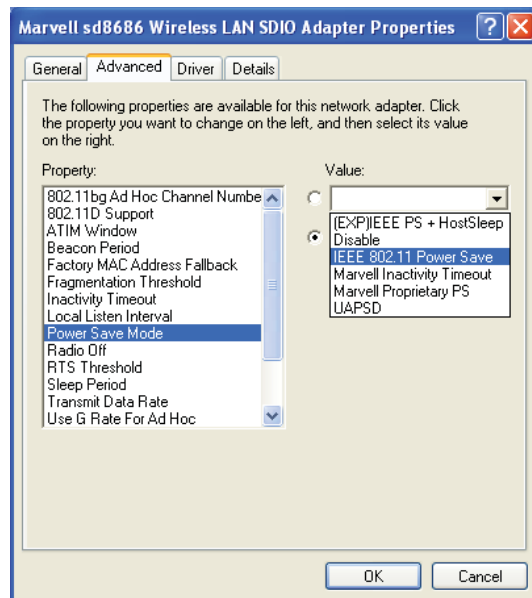 Marvell sd8686 Wireless LAN SDIO Adapter Properties
General Advanced Driver Details
The following properties are available for this network adapter. Click
the property you want to change on the left, and then select its value
on the right.
Property:
802.11bg Ad Hoc Channel Numbe
802.11D Support
ATIM Window
Beacon Period
Factory MAC Address Fallback
Fragmentation Threshold
Inactivity Timeout
Local Listen Interval
Power Save Mode
Radio Off
RTS Threshold
Sleep Period
Transmit Data Rate
Use G Rate For Ad Hoc
Value:
(EXP)IEEE PS + HostSleep
Disable
IEEE 802.11 Power Save
Marvell Inactivity Timeout
Marvell Proprietary PS
UAPSD
OK Cancel